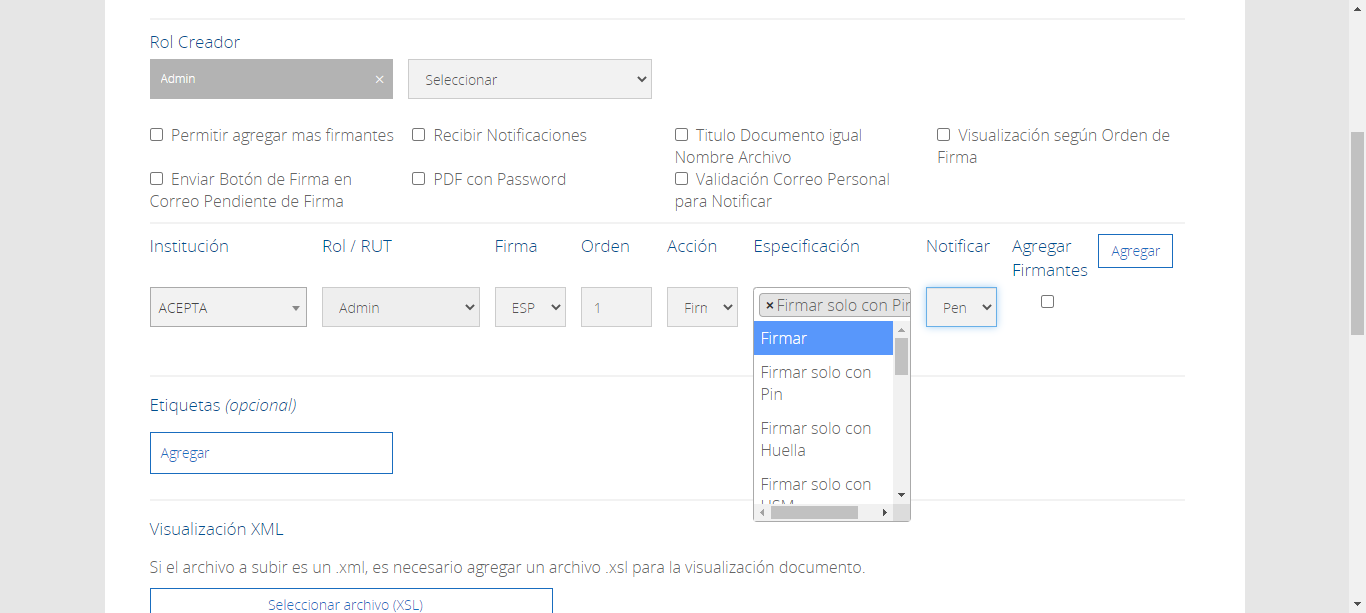 Rol Creador
Admin ×
Seleccionar
Permitir agregar mas firmantes
Recibir Notificaciones
Titulo Documento igual
Nombre Archivo
Visualización según Orden de
Firma
Enviar Botón de Firma en
Correo Pendiente de Firma
PDF con Password
Validación Correo Personal
para Notificar
Institución
Rol / RUT
Firma
Orden
Acción
Especificación
Notificar
Agregar
Firmantes
Agregar
ACEPTA
Admin
ESP
1
Firn
×Firmar solo con Pin
Pen
Firmar
Firmar solo con
Pin
Firmar solo con
Huella
Firmar solo con
HSM
Etiquetas (opcional)
Agregar
Visualización XML
Si el archivo a subir es un .xml, es necesario agregar un archivo .xsl para la visualización documento.
Seleccionar archivo (XSL)